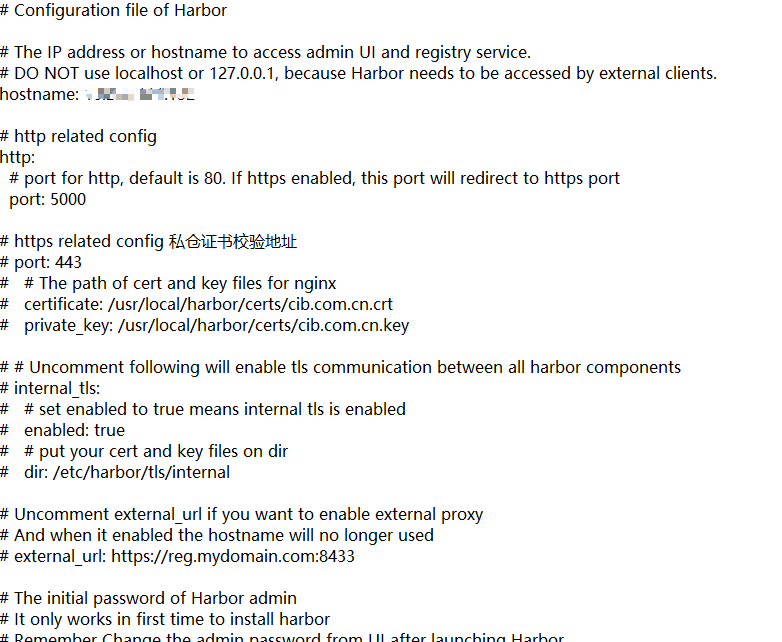 # Configuration file of Harbor

# The IP address or hostname to access admin UI and registry service.
# DO NOT use localhost or 127.0.0.1, because Harbor needs to be accessed by external clients.
hostname:

# http related config
http:
  # port for http, default is 80. If https enabled, this port will redirect to https port
  port: 5000

# https related config 私仓证书校验地址
# port: 443
#   # The path of cert and key files for nginx
#   certificate: /usr/local/harbor/certs/cib.com.cn.crt
#   private_key: /usr/local/harbor/certs/cib.com.cn.key

# # Uncomment following will enable tls communication between all harbor components
# internal_tls:
#   # set enabled to true means internal tls is enabled
#   enabled: true
#   # put your cert and key files on dir
#   dir: /etc/harbor/tls/internal

# Uncomment external_url if you want to enable external proxy
# And when it enabled the hostname will no longer used
# external_url: https://reg.mydomain.com:8433

# The initial password of Harbor admin
# It only works in first time to install harbor
# Remember Change the admin password from UI after launching Harbor.